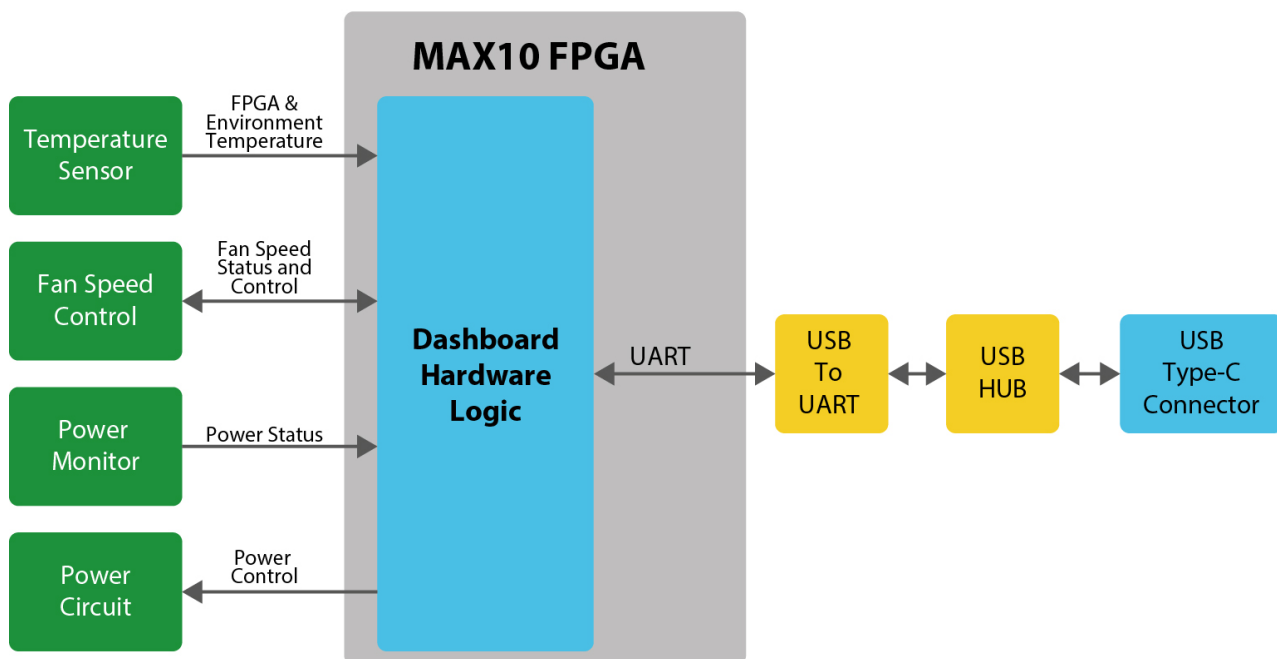 MAX10 FPGA
Temperature
Sensor
FPGA &
Environment
Temperature
Fan Speed
Control
Fan Speed
Status and
Control
Power
Monitor
Power Status
Power
Circuit
Power
Control
Dashboard
Hardware
Logic
UART
USB
To
UART
USB
HUB
USB
Type-C
Connector